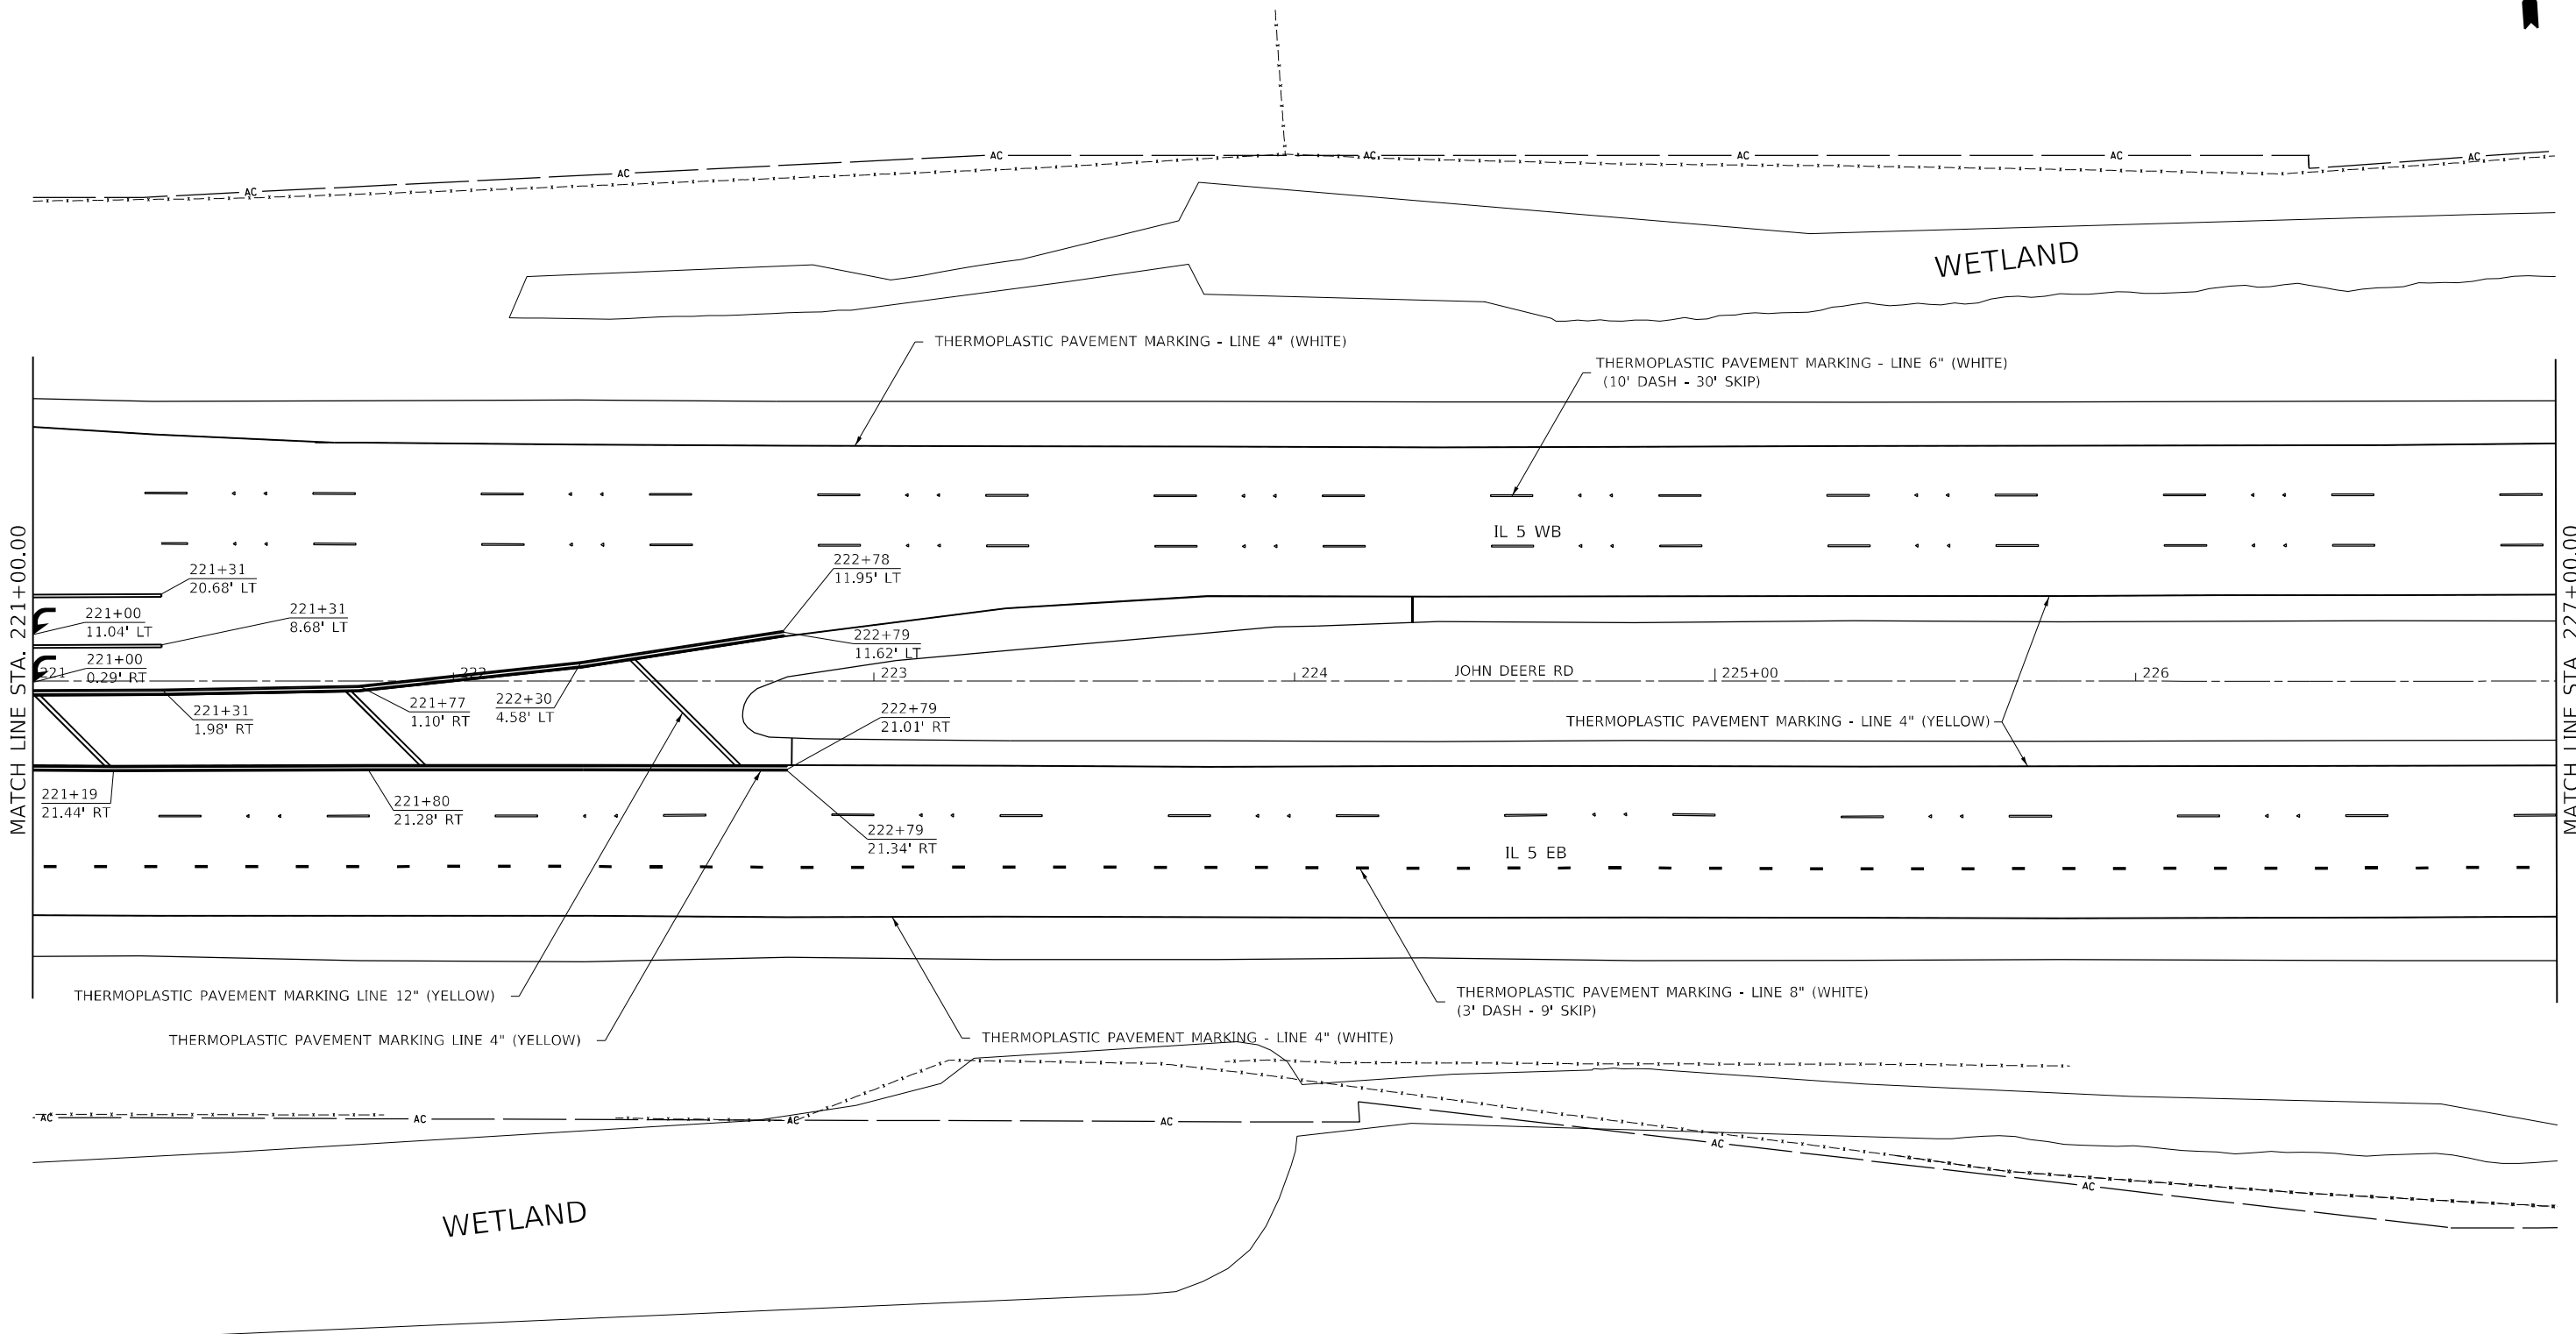 AC
AC
AC
AC
AC
AC
AC
WETLAND
THERMOPLASTIC PAVEMENT MARKING - LINE 4" (WHITE)
THERMOPLASTIC PAVEMENT MARKING - LINE 6" (WHITE)
(10' DASH - 30' SKIP)
MATCH LINE STA. 221+00.00
MATCH LINE STA 227+00.00
IL 5 WB
221+31
20.68' LT
221+00
11.04' LT
221+31
8.68' LT
222+78
11.95' LT
222+79
11.62' LT
221+00
0.29' RT
221
222
223
224
JOHN DEERE RD
225+00
226
221+31
1.98' RT
221+77
1.10' RT
222+30
4.58' LT
222+79
21.01' RT
THERMOPLASTIC PAVEMENT MARKING - LINE 4" (YELLOW)
221+19
21.44' RT
221+80
21.28' RT
222+79
21.34' RT
IL 5 EB
THERMOPLASTIC PAVEMENT MARKING LINE 12" (YELLOW)
THERMOPLASTIC PAVEMENT MARKING - LINE 8" (WHITE)
(3' DASH - 9' SKIP)
THERMOPLASTIC PAVEMENT MARKING LINE 4" (YELLOW)
THERMOPLASTIC PAVEMENT MARKING - LINE 4" (WHITE)
AC
AC
AC
AC
AC
AC
WETLAND